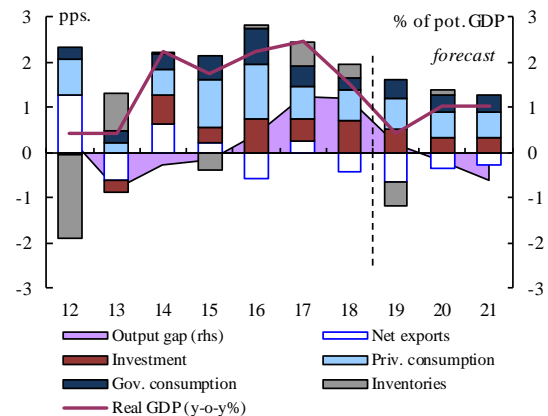 pps.
% of pot. GDP
forecast
3 3
2 2
1 1
0 0
-1 -1
-2 -2
-3 -3
12 13 14 15 16 17 18 19 20 21
Output gap (rhs) Net exports
Investment Priv. consumption
Gov. consumption Inventories
Real GDP (y-o-y%)